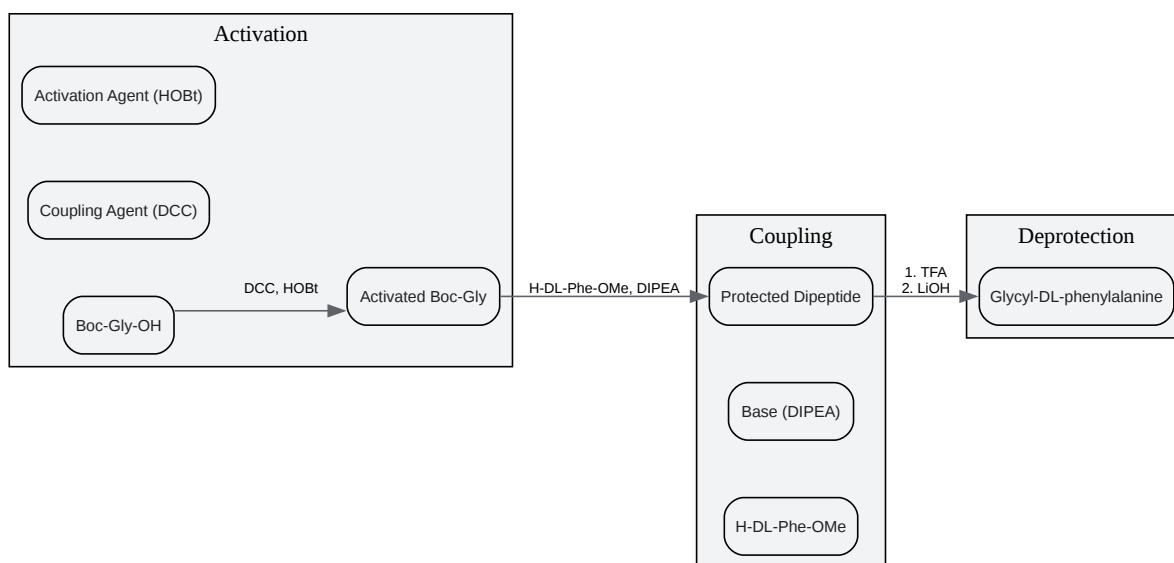 Activation
Activation Agent (HOBt)
Coupling Agent (DCC)
Boc-Gly-OH
DCC, HOBt
Activated Boc-Gly
H-DL-Phe-OMe, DIPEA
Coupling
Protected Dipeptide
Base (DIPEA)
H-DL-Phe-OMe
1. TFA
2. LiOH
Deprotection
Glycyl-DL-phenylalanine